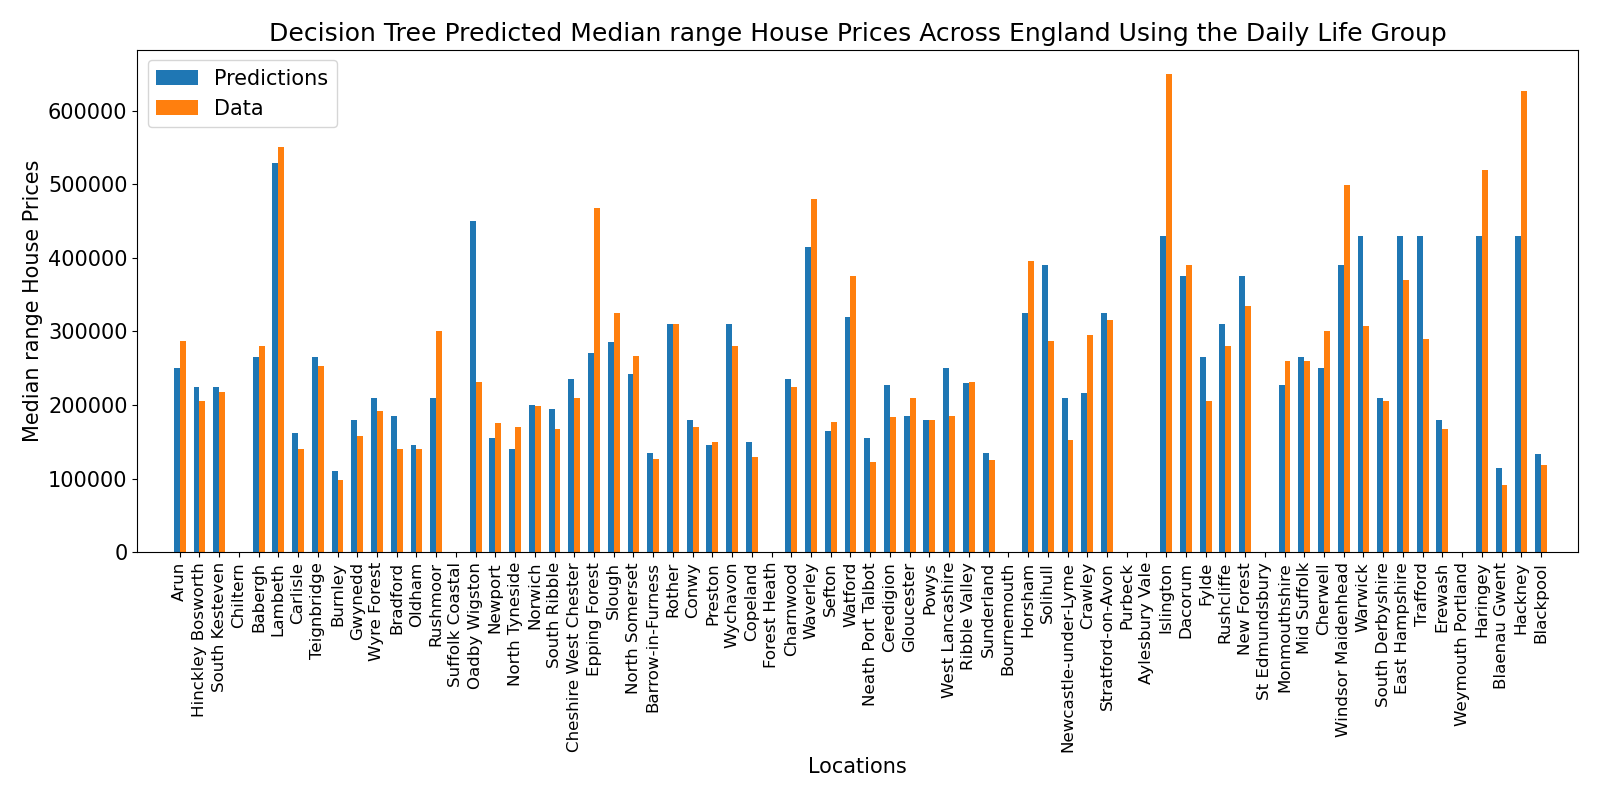 Decision Tree Predicted Median range House Prices Across England Using the Daily Life Group
Predictions
Data
Median range House Prices
600000
500000
400000
300000
200000
100000
0
Arun
Hinckley Bosworth
South Kesteven
Chiltern
Babergh
Lambeth
Carlisle
Teignbridge
Burnley
Gwynedd
Wyre Forest
Bradford
Oldham
Rushmoor
Suffolk Coastal
Oadby Wigston
Newport
North Tyneside
Norwich
South Ribble
Cheshire West Chester
Epping Forest
Slough
North Somerset
Barrow-in-Furness
Rother
Conwy
Preston
Wychavon
Copeland
Forest Heath
Charnwood
Waverley
Sefton
Watford
Neath Port Talbot
Ceredigion
Gloucester
Powys
West Lancashire
Ribble Valley
Sunderland
Bournemouth
Horsham
Solihull
Newcastle-under-Lyme
Crawley
Stratford-on-Avon
Purbeck
Aylesbury Vale
Islington
Dacorum
Fylde
Rushcliffe
New Forest
St Edmundsbury
Monmouthshire
Mid Suffolk
Cherwell
Windsor Maidenhead
Warwick
South Derbyshire
East Hampshire
Trafford
Erewash
Weymouth Portland
Haringey
Blaenau Gwent
Hackney
Blackpool
Locations